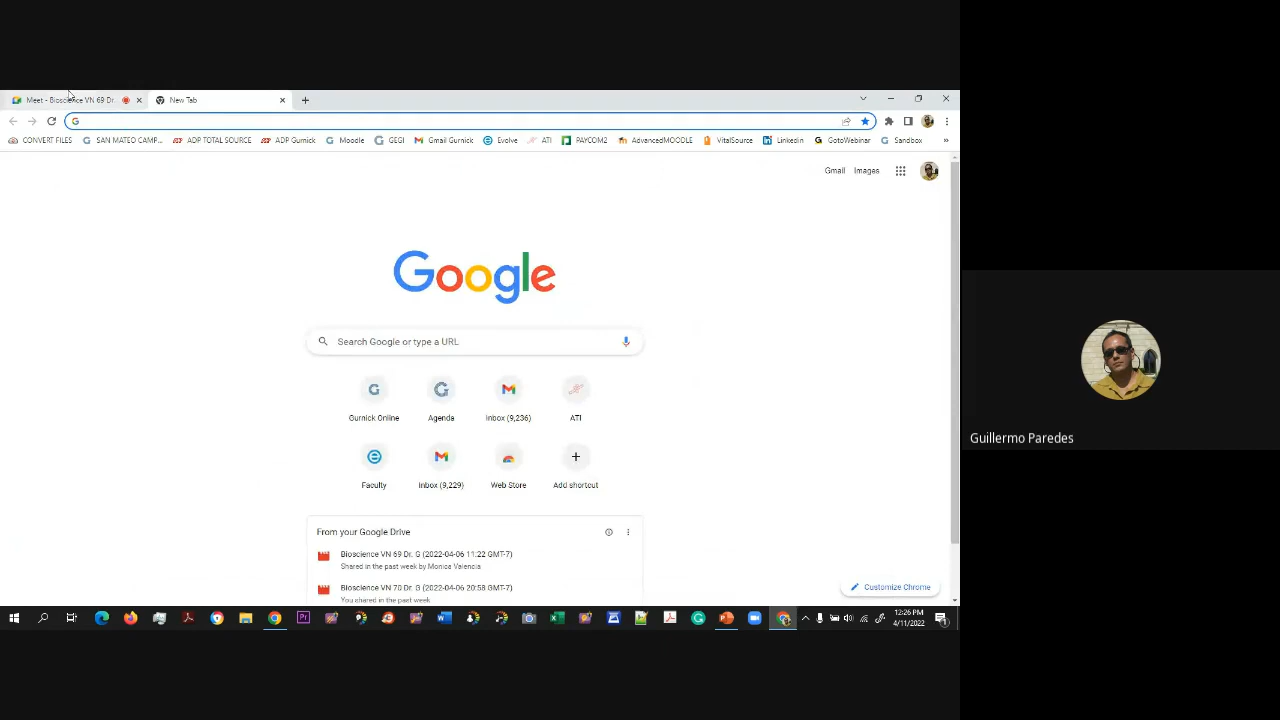 Meet - Bioscience VN 69 Dr.
New Tab
CONVERT FILES
SAN MATEO CAMP...
ADP TOTAL SOURCE
ADP Gurnick
Moodle
GEGI
Gmail Gurnick
Evolve
ATI
PAYCOM2
AdvancedMOODLE
VitalSource
Linkedin
GotoWebinar
Sandbox
»
Gmail
Images
Google
Search Google or type a URL
Gurnick Online
Agenda
Inbox (9,236)
ATI
Faculty
Inbox (9,229)
Web Store
Add shortcut
From your Google Drive
Bioscience VN 69 Dr. G (2022-04-06 11:22 GMT-7)
Shared in the past week by Monica Valencia
Bioscience VN 70 Dr. G (2022-04-06 20:58 GMT-7)
You shared in the past week
Customize Chrome
12:26 PM
4/11/2022
Guillermo Paredes